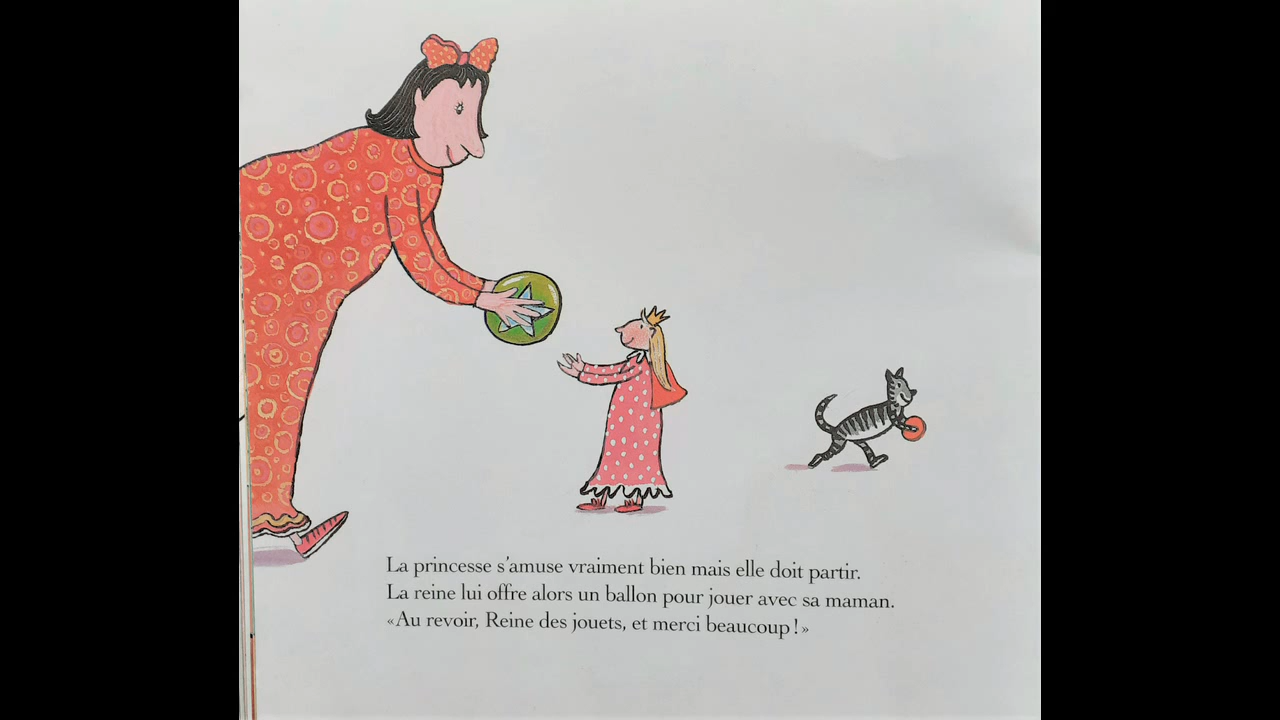 La princesse s'amuse vraiment bien mais elle doit partir.
La reine lui offre alors un ballon pour jouer avec sa maman.
«Au revoir, Reine des jouets, et merci beaucoup!»